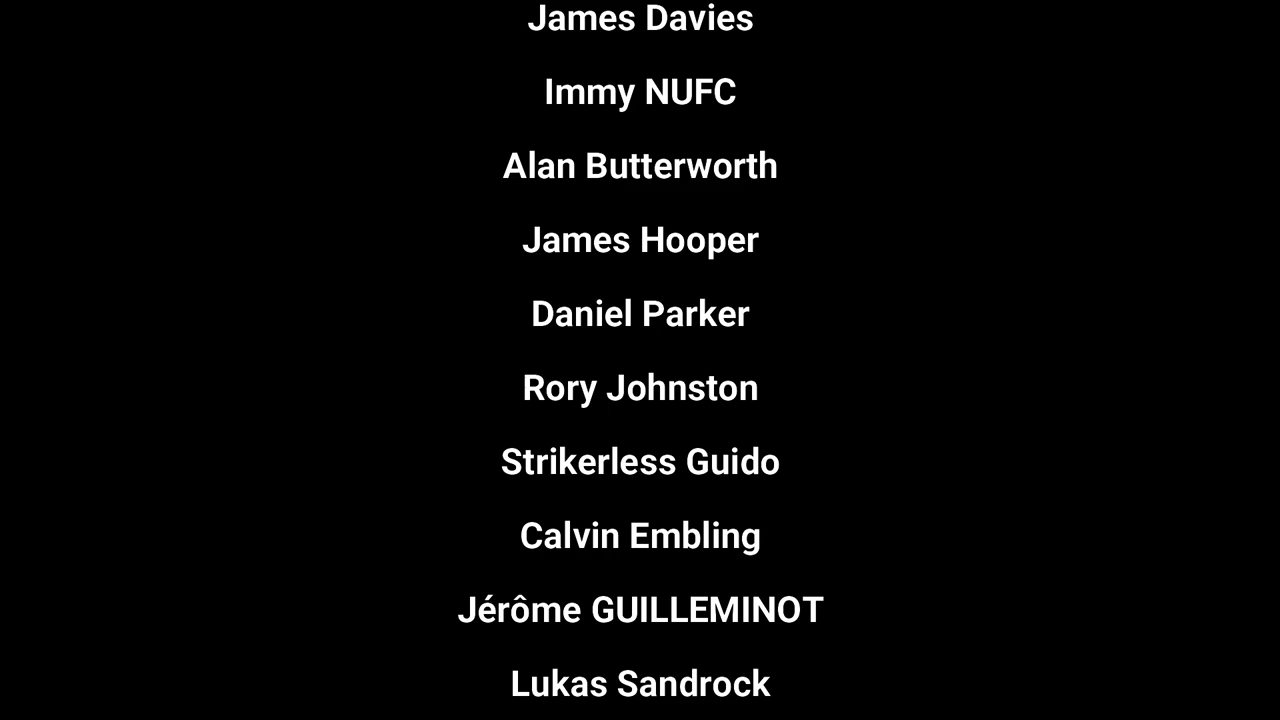 James Davies
Immy NUFC
Alan Butterworth
James Hooper
Daniel Parker
Rory Johnston
Strikerless Guido
Calvin Embling
Jérôme GUILLEMINOT
Lukas Sandrock